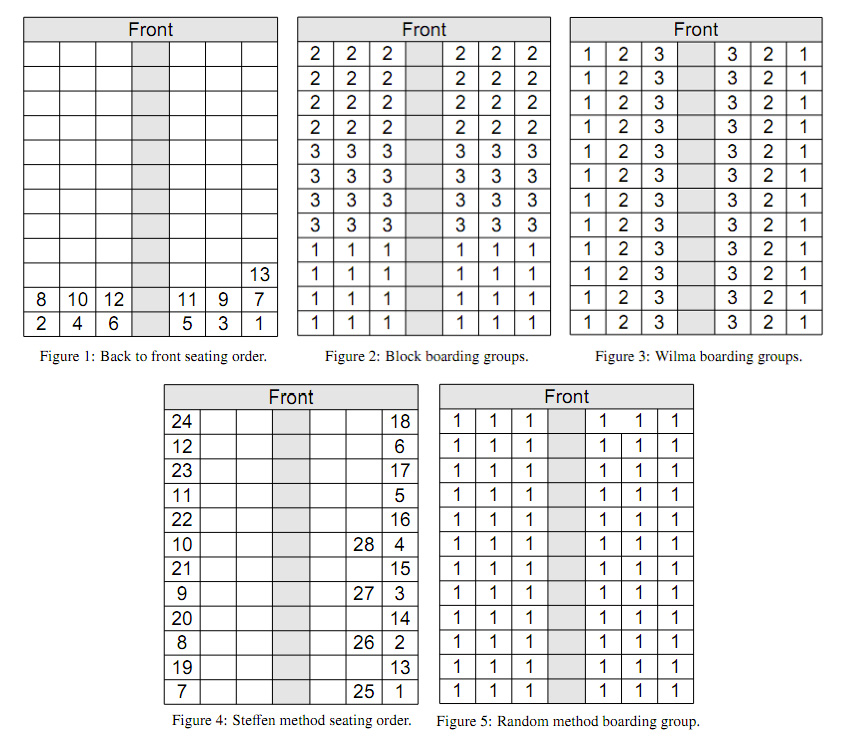 Front
13
8 10 12 11 9 7
2 4 6 5 3 1
Figure 1: Back to front seating order.
Front
2 2 2 2 2 2
2 2 2 2 2 2
2 2 2 2 2 2
2 2 2 2 2 2
3 3 3 3 3 3
3 3 3 3 3 3
3 3 3 3 3 3
3 3 3 3 3 3
1 1 1 1 1 1
1 1 1 1 1 1
1 1 1 1 1 1
1 1 1 1 1 1
Figure 2: Block boarding groups.
Front
1 2 3 3 2 1
1 2 3 3 2 1
1 2 3 3 2 1
1 2 3 3 2 1
1 2 3 3 2 1
1 2 3 3 2 1
1 2 3 3 2 1
1 2 3 3 2 1
1 2 3 3 2 1
1 2 3 3 2 1
1 2 3 3 2 1
1 2 3 3 2 1
Figure 3: Wilma boarding groups.
Front
24 18
12 6
23 17
11 5
22 16
10 28 4
21 15
9 27 3
20 14
8 26 2
19 13
7 25 1
Figure 4: Steffen method seating order.
Front
1 1 1 1 1 1
1 1 1 1 1 1
1 1 1 1 1 1
1 1 1 1 1 1
1 1 1 1 1 1
1 1 1 1 1 1
1 1 1 1 1 1
1 1 1 1 1 1
1 1 1 1 1 1
1 1 1 1 1 1
1 1 1 1 1 1
1 1 1 1 1 1
Figure 5: Random method boarding group.